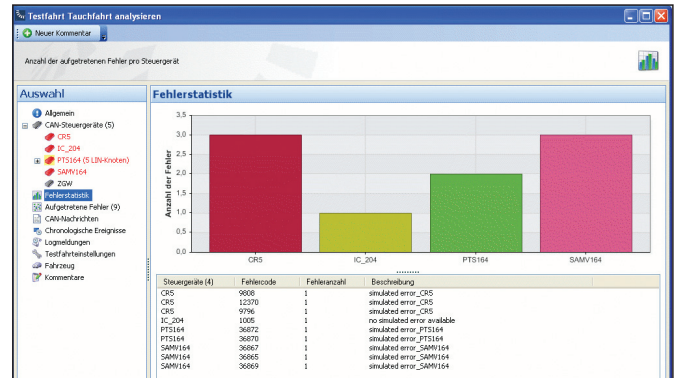 Testfahrt Tauchfahrt analysieren
Neuer Kommentar
Anzahl der aufgetretenen Fehler pro Steuergerät
Auswahl
Allgemein
CAN-Steuergeräte (5)
CR5
IC_204
PTS164 (5 LIN-Knoten)
SAMV164
ZGW
Fehlerstatistik
Aufgetretene Fehler (9)
CAN-Nachrichten
Chronologische Ereignisse
Logmeldungen
Testfahrteinstellungen
Fahrzeug
Kommentare
Fehlerstatistik
Anzahl der Fehler
3,5
3,0
2,5
2,0
1,5
1,0
0,5
0,0
CR5 IC_204 PTS164 SAMV164
Steuergeräte (4) Fehlercode Fehleranzahl Beschreibung
CR5 9808 1 simulated error_CR5
CR5 12370 1 simulated error_CR5
CR5 9796 1 simulated error_CR5
IC_204 1005 1 no simulated error available
PTS164 36872 1 simulated error_PTS164
PTS164 36870 1 simulated error_PTS164
SAMV164 36867 1 simulated error_SAMV164
SAMV164 36865 1 simulated error_SAMV164
SAMV164 36869 1 simulated error_SAMV164